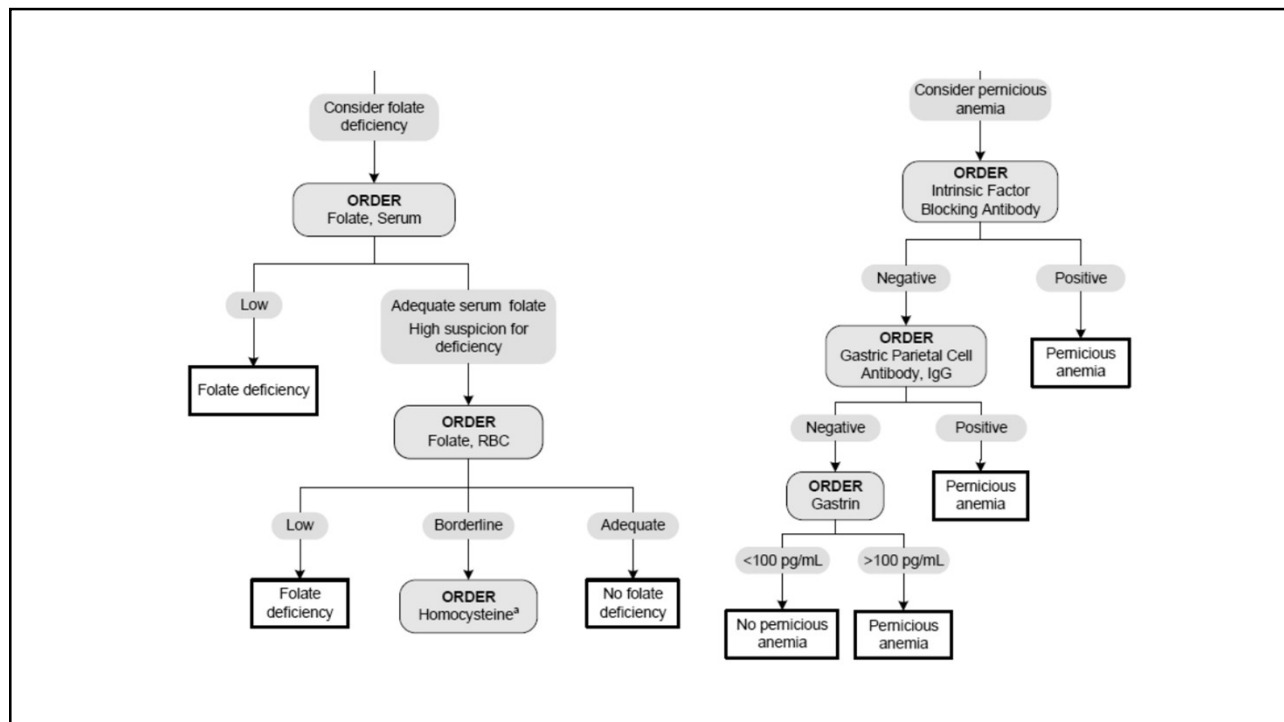 Consider folate
deficiency
ORDER
Folate, Serum
Low
Adequate serum folate
High suspicion for
deficiency
Folate deficiency
ORDER
Folate, RBC
Low
Borderline
Adequate
Folate
deficiency
ORDER
Homocysteineª
No folate
deficiency
Consider pernicious
anemia
ORDER
Intrinsic Factor
Blocking Antibody
Negative
Positive
ORDER
Gastric Parietal Cell
Antibody, IgG
Pernicious
anemia
Negative
Positive
ORDER
Gastrin
Pernicious
anemia
<100 pg/mL
>100 pg/mL
No pernicious
anemia
Pernicious
anemia